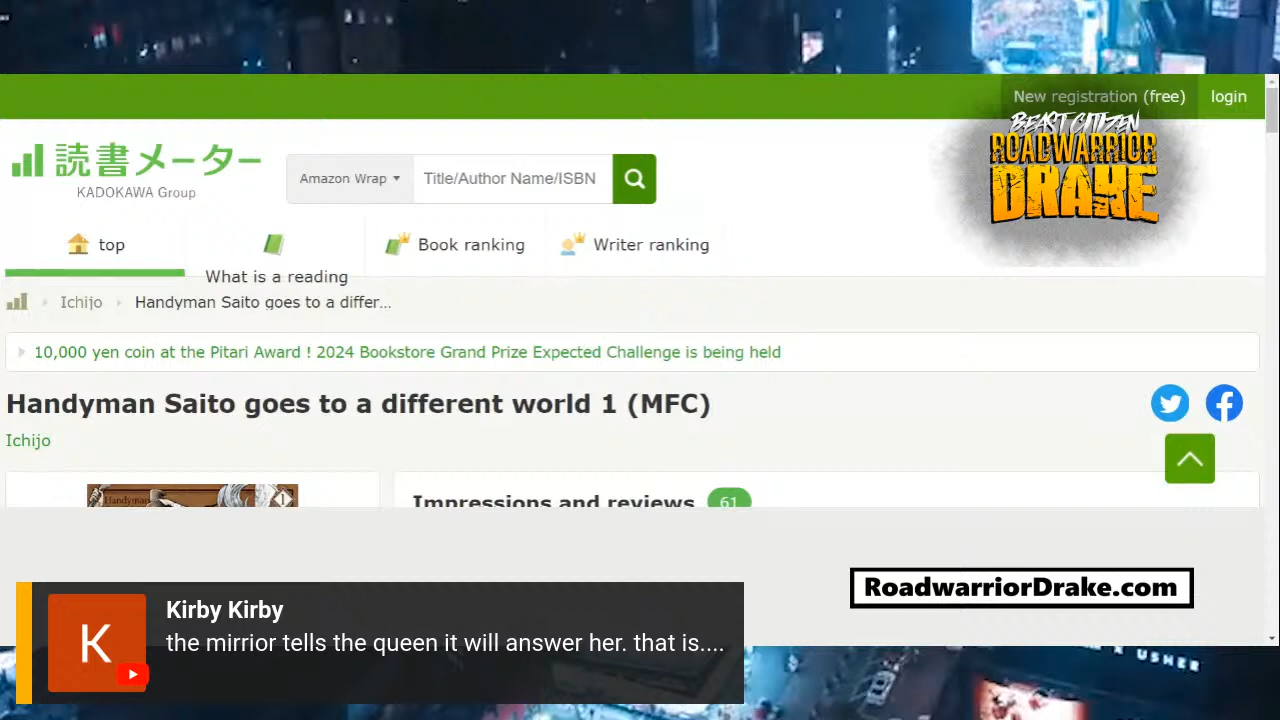 New registration (free) login
BEAST CITIZEN
ROADWARRIOR
DRAKE
読書メーター
KADOKAWA Group
Amazon Wrap Title/Author Name/ISBN
top
What is a reading
Book ranking
Writer ranking
Ichijo Handyman Saito goes to a differ...
10,000 yen coin at the Pitari Award ! 2024 Bookstore Grand Prize Expected Challenge is being held
Handyman Saito goes to a different world 1 (MFC)
Ichijo
Handyman
1
Impressions and reviews 61
RoadwarriorDrake.com
K
Kirby Kirby
the mirrior tells the queen it will answer her. that is....
USHER